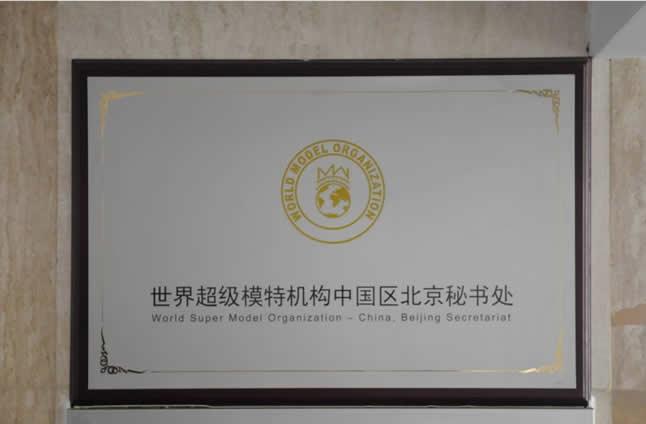 WORLD MODEL ORGANIZATION
世界超级模特机构中国区北京秘书处
World Super Model Organization – China, Beijing Secretariat